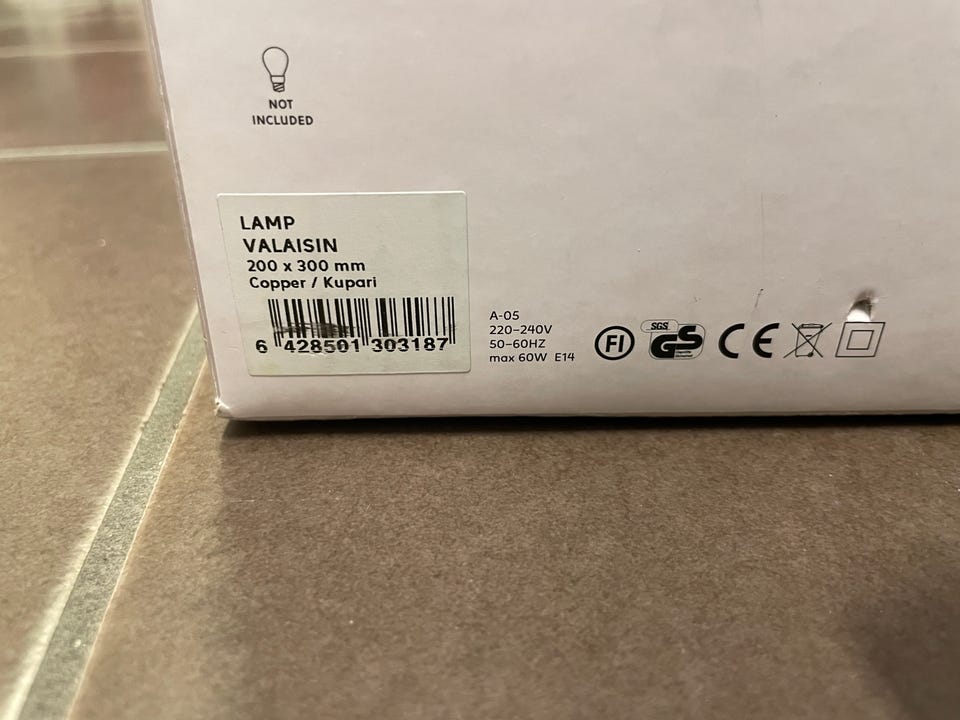 NOT
INCLUDED
LAMP
VALAISIN
200 x 300 mm
Copper / Kupari
6 428501 303187
A-05
220-240V
50-60HZ
max 60W E14
FI
SGS
GS
CE